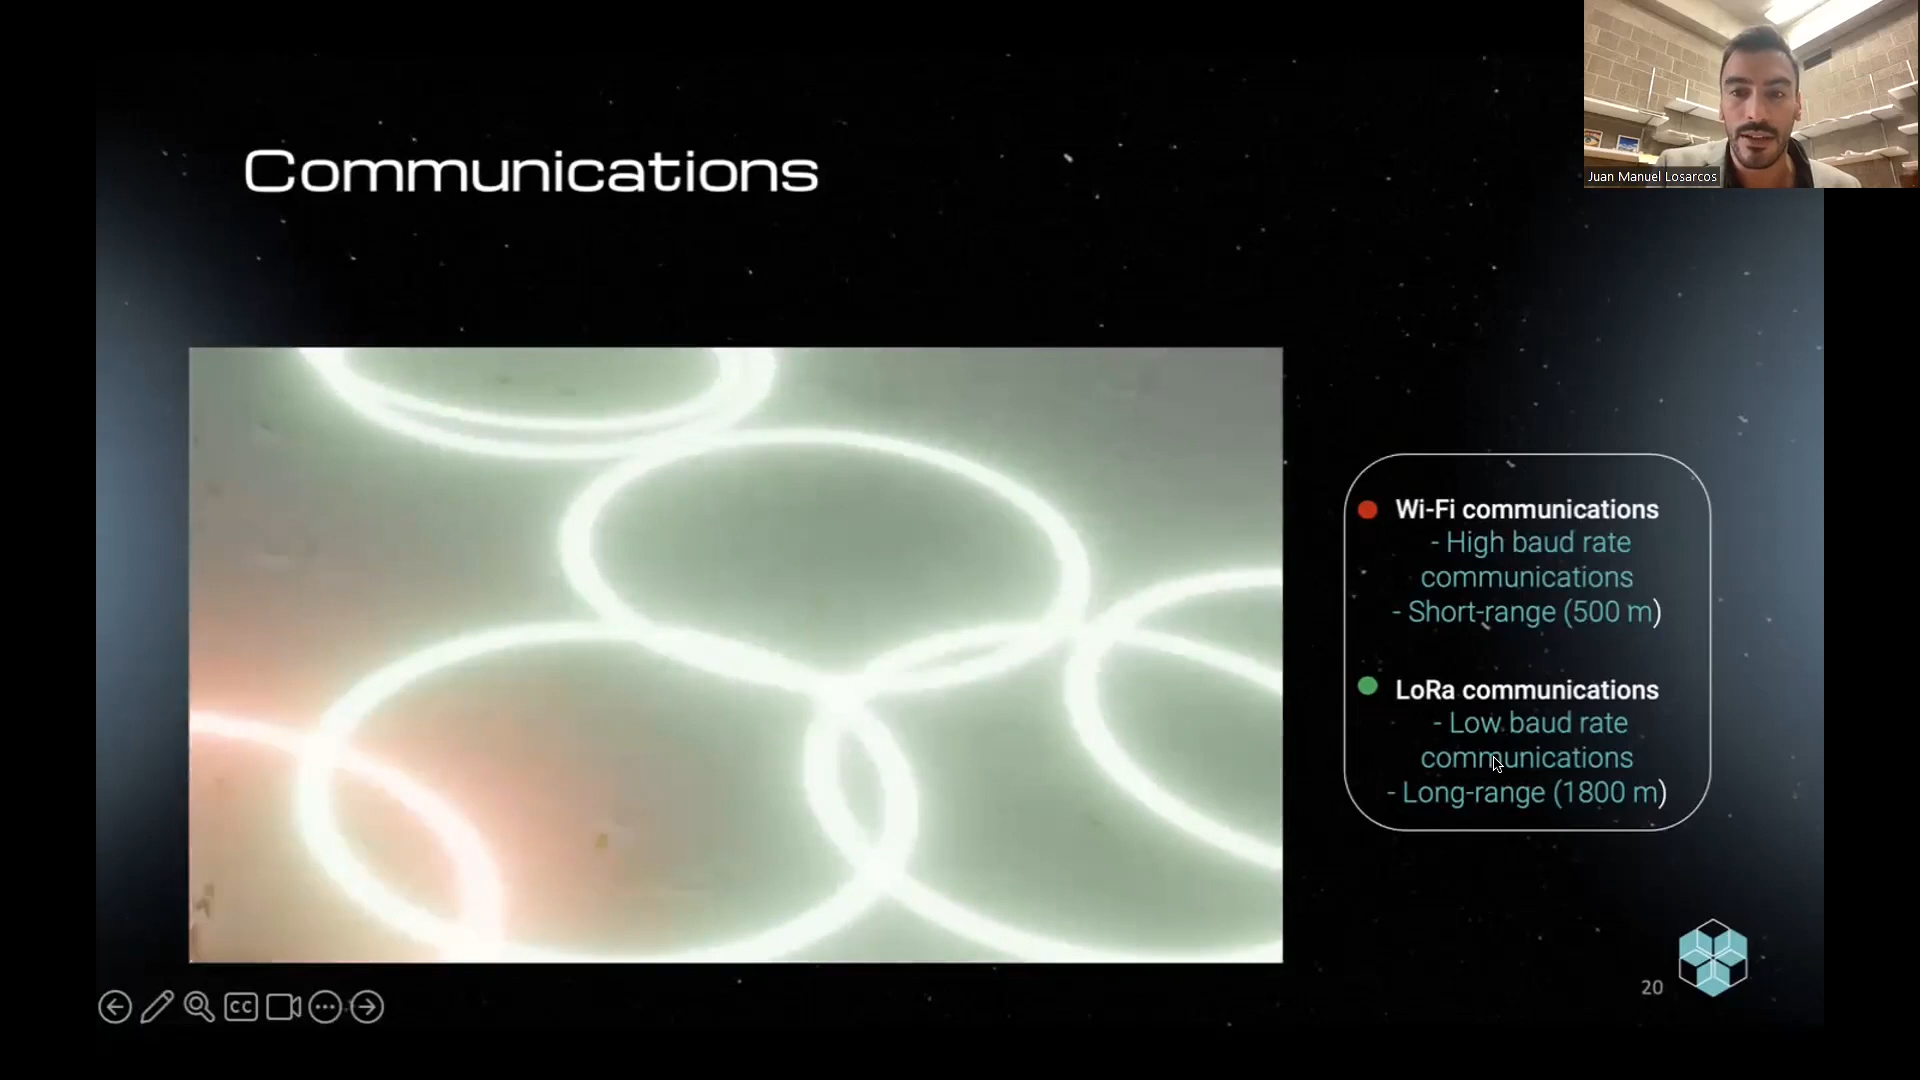 Communications
Juan Manuel Losarcos
Wi-Fi communications
- High baud rate
communications
- Short-range (500 m)
LoRa communications
- Low baud rate
communications
- Long-range (1800 m)
20
CC